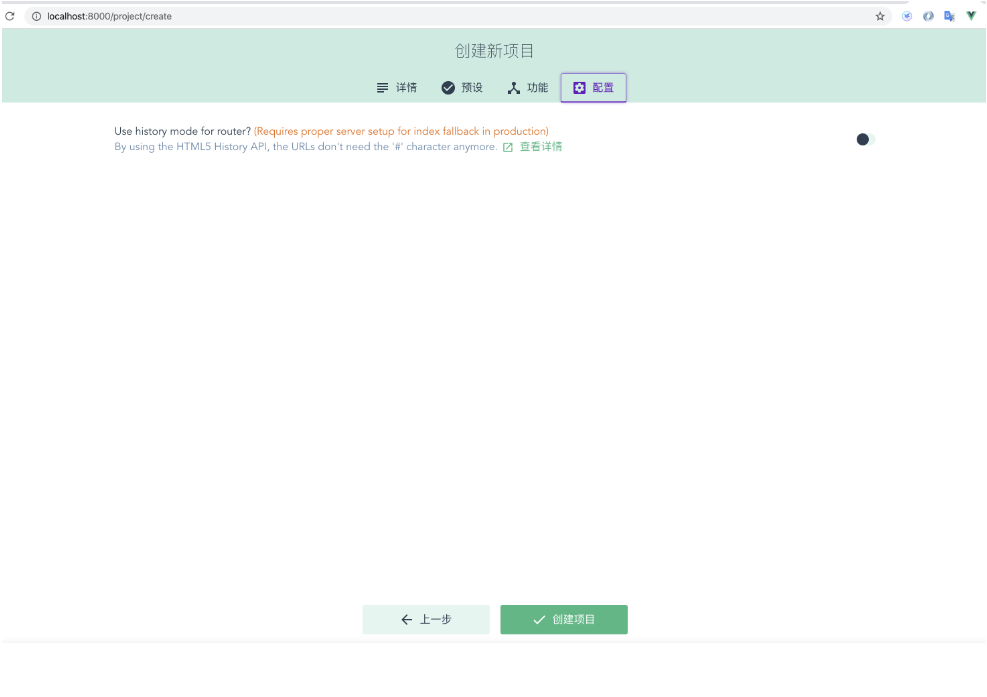 localhost:8000/project/create
创建新项目
详情 预设 功能 配置
Use history mode for router? (Requires proper server setup for index fallback in production)
By using the HTML5 History API, the URLs don't need the '#' character anymore. 查看详情
上一步 创建项目